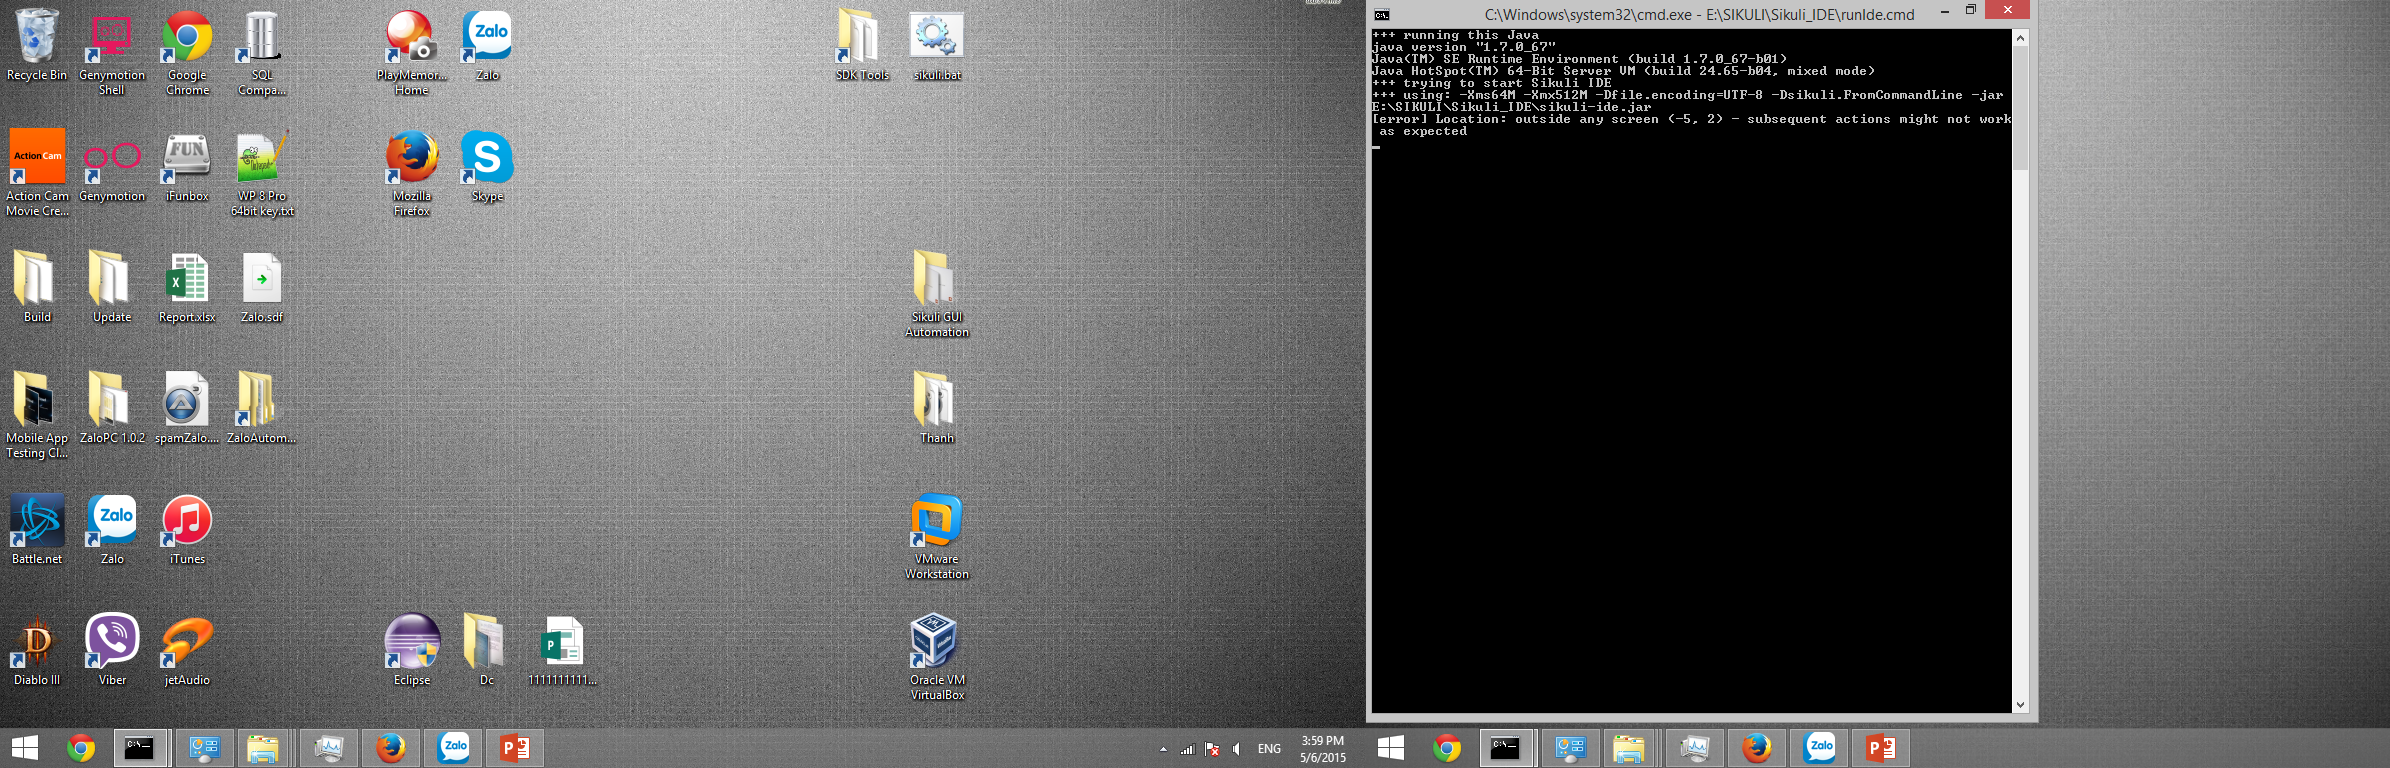 Recycle Bin
Genymotion
Shell
Google
Chrome
SQL
Compa...
PlayMemor...
Home
Zalo
Zalo
SDK Tools
sikuli.bat
ActionCam
Action Cam
Movie Cre...
Genymotion
FUN
iFunbox
WP 8 Pro
64bit key.txt
Mozilla
Firefox
S
Skype
Build
Update
X
Report.xlsx
Zalo.sdf
Sikuli GUI
Automation
Mobile App
Testing Cl...
ZaloPC 1.0.2
spamZalo....
ZaloAutom...
Thanh
Battle.net
Zalo
Zalo
iTunes
VMware
Workstation
Diablo III
Viber
jetAudio
Eclipse
Dc
P
1111111111...
Oracle VM
VirtualBox
C:\Windows\system32\cmd.exe - E:\SIKULI\Sikuli_IDE\runIde.cmd
+++ running this Java
java version "1.7.0_67"
Java(TM) SE Runtime Environment (build 1.7.0_67-b01)
Java HotSpot(TM) 64-Bit Server VM (build 24.65-b04, mixed mode)
+++ trying to start Sikuli IDE
+++ using: -Xms64M -Xmx512M -Dfile.encoding=UTF-8 -Dsikuli.FromCommandLine -jar
E:\SIKULI\Sikuli_IDE\sikuli-ide.jar
[error] Location: outside any screen (-5, 2) - subsequent actions might not work
as expected
C:\
Zalo
P
ENG
3:59 PM
5/6/2015
C:\
Zalo
P